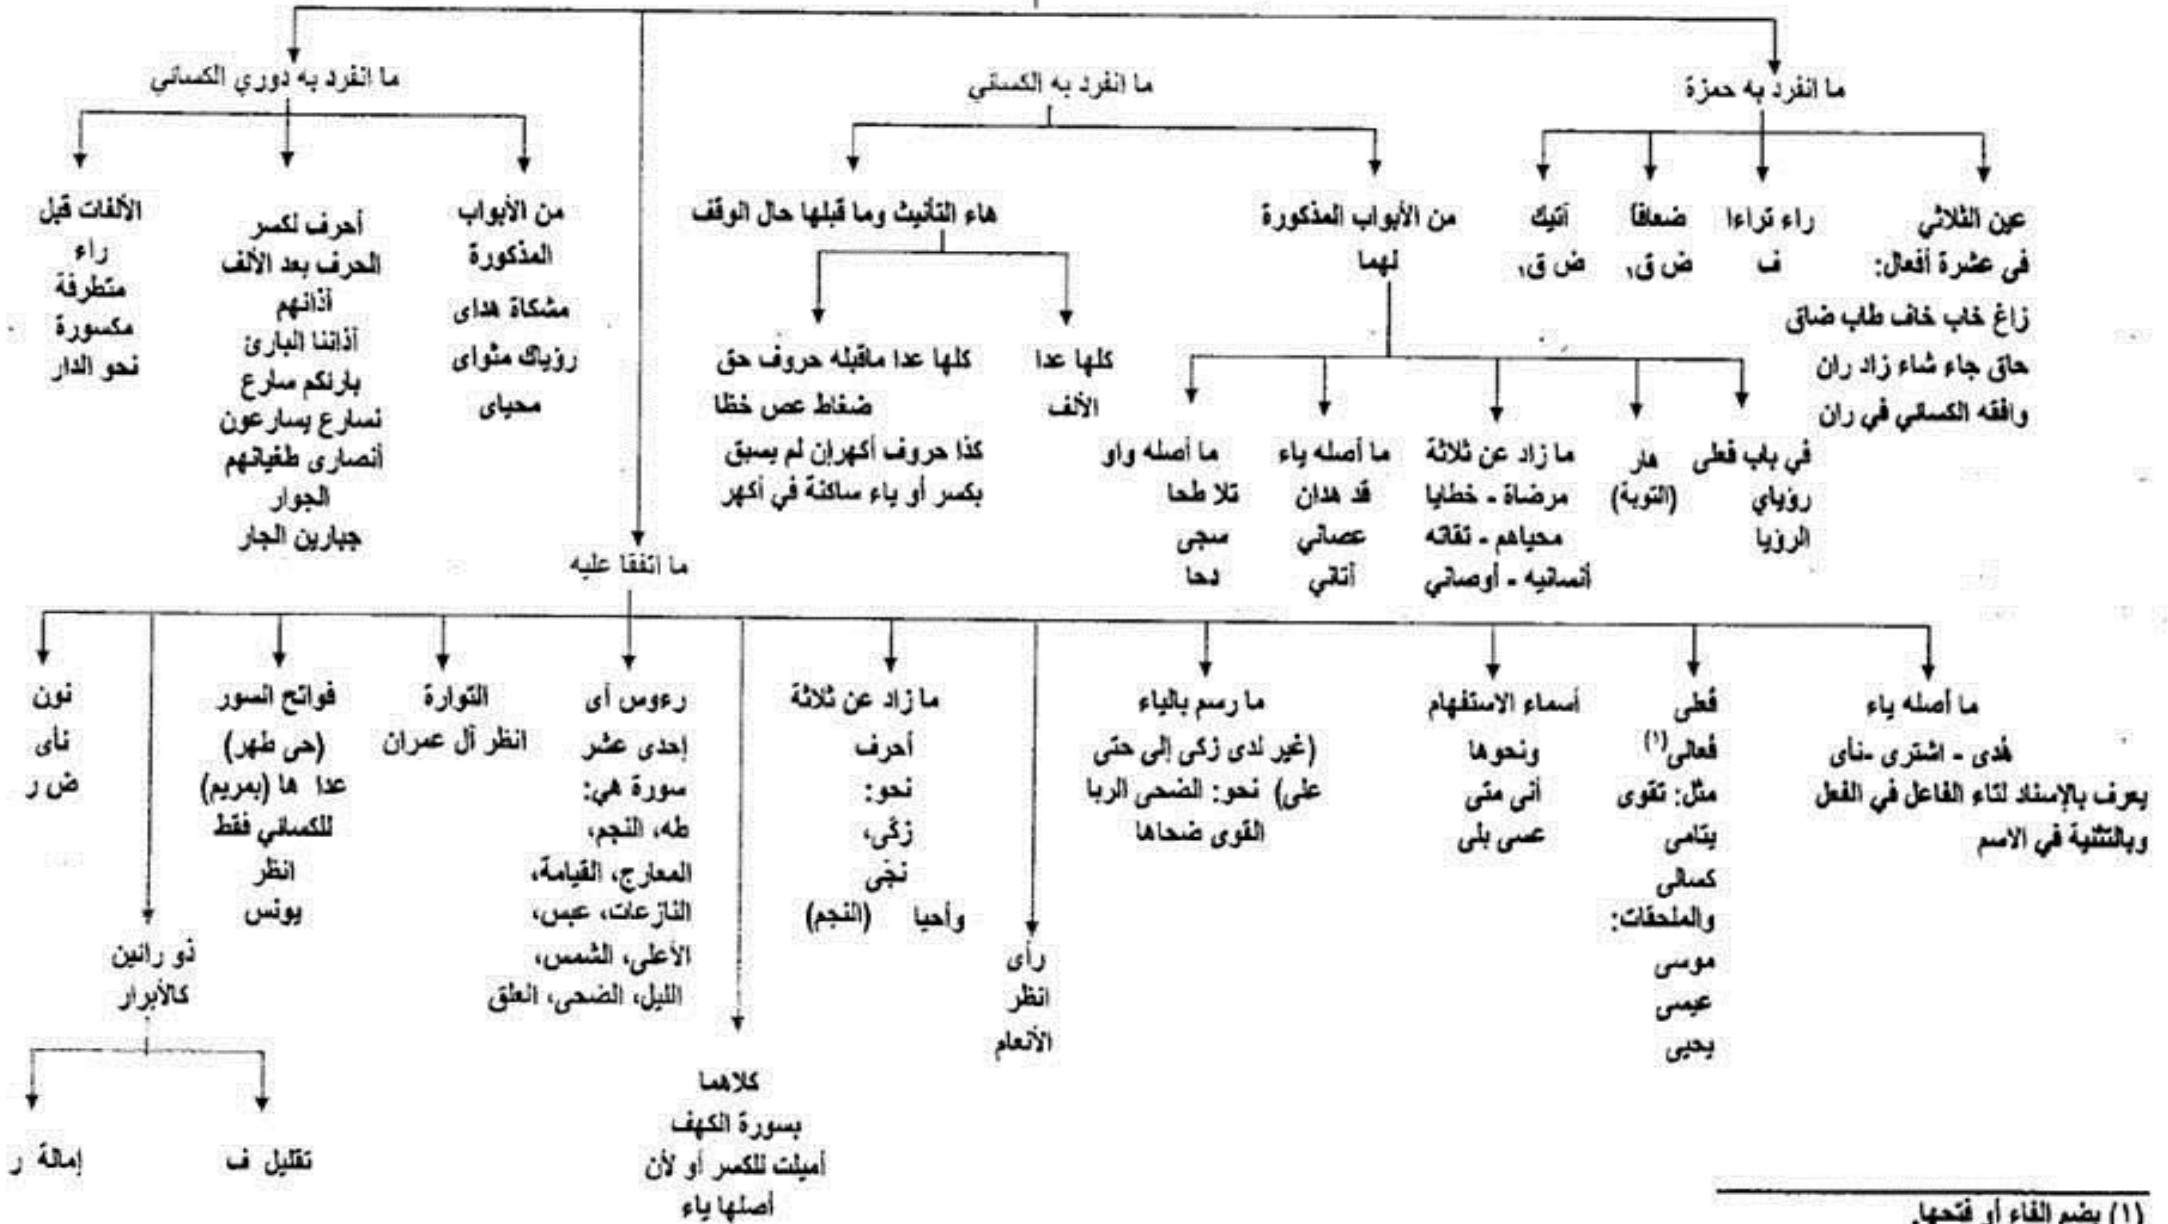 ما انفرد به حمزة
عين الثلاثي
في عشرة أفعال:
زاغ خاب خاف طاب ضاق
حاق جاء شاء زاد ران
وافقه الكسائي في ران
راء تراءا
ف
ضعافا
ض ق،
آتيك
ض ق،
ما انفرد به الكسائي
من الأبواب المذكورة
لهما
في باب فعلى
رؤياي
الرؤيا
هار
(التوبة)
ما زاد عن ثلاثة
مرضاة - خطايا
محياهم - تقاته
أنسانيه - أوصاني
ما أصله ياء
قد هدان
عصاني
أتاني
ما أصله واو
تلا طحا
سجى
دحا
هاء التأنيث وما قبلها حال الوقف
كلها عدا
الألف
كلها عدا ماقبله حروف حق
ضغاط عص خظا
كذا حروف أكهرإن لم يسبق
بكسر أو ياء ساكنة في أكهر
ما انفرد به دوري الكسائي
من الأبواب
المذكورة
مشكاة هداى
رؤياك مثواى
محياى
أحرف لكسر
الحرف بعد الألف
أذانهم
أذاننا البارئ
بارئكم سارع
نسارع يسارعون
أنصارى طغيانهم
الجوار
جبارين الجار
الألفات قبل
راء
متطرفة
مكسورة
نحو الدار
ما اتفقا عليه
ما أصله ياء
هدى - اشترى -نأى
يعرف بالإسناد لتاء الفاعل في الفعل
وبالتثنية في الاسم
فعلى
فعالى(١)
مثل: تقوى
يتامى
كسالى
والملحقات:
موسى
عيسى
يحيى
أسماء الاستفهام
ونحوها
أنى متى
عسى بلى
ما رسم بالياء
(غير لدى زكى إلى حتى
على) نحو: الضحى الربا
القوى ضحاها
رأى
انظر
الأنعام
ما زاد عن ثلاثة
أحرف
نحو:
زكّى،
نجّى
وأحيا (النجم)
كلاهما
بسورة الكهف
أميلت للكسر أو لأن
أصلها ياء
رءوس آى
إحدى عشر
سورة هي:
طه، النجم،
المعارج، القيامة،
النازعات، عبس،
الأعلى، الشمس،
الليل، الضحى، العلق
التوارة
انظر آل عمران
فواتح السور
(حى طهر)
عدا ها (بمريم)
للكسائي فقط
انظر
يونس
ذو رائين
كالأبرار
تقليل ف
إمالة ر
نون
نأى
ض ر
(١) بضم الفاء أو فتحها.